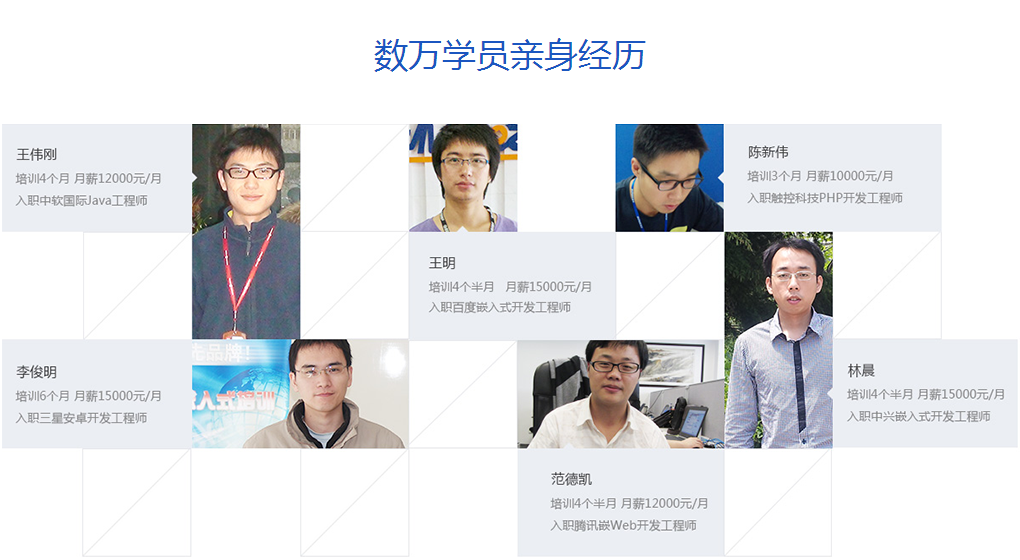 数万学员亲身经历
王伟刚
培训4个月 月薪12000元/月
入职中软国际Java工程师
陈新伟
培训3个月 月薪10000元/月
入职触控科技PHP开发工程师
王明
培训4个半月 月薪15000元/月
入职百度嵌入式开发工程师
李俊明
培训6个月 月薪15000元/月
入职三星安卓开发工程师
老品牌!
入式培训
林晨
培训4个半月 月薪15000元/月
入职中兴嵌入式开发工程师
范德凯
培训4个半月 月薪12000元/月
入职腾讯嵌Web开发工程师